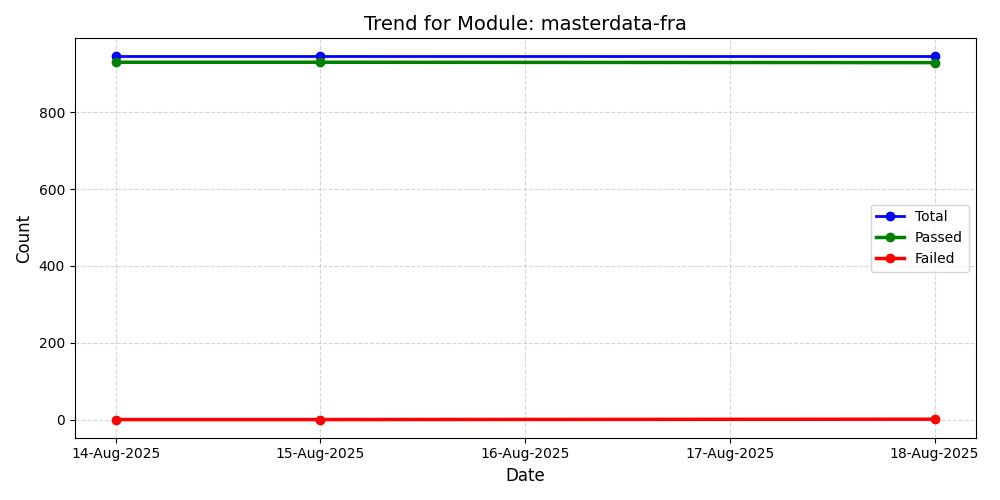 Trend for Module: masterdata-fra
Count
800
600
400
200
0
Total
Passed
Failed
14-Aug-2025
15-Aug-2025
16-Aug-2025
17-Aug-2025
18-Aug-2025
Date